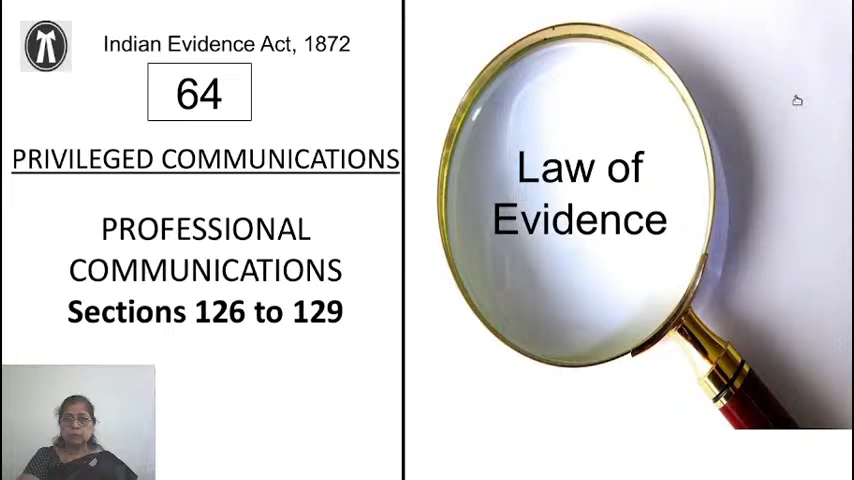 Indian Evidence Act, 1872
64
PRIVILEGED COMMUNICATIONS
PROFESSIONAL
COMMUNICATIONS
Sections 126 to 129
Law of
Evidence